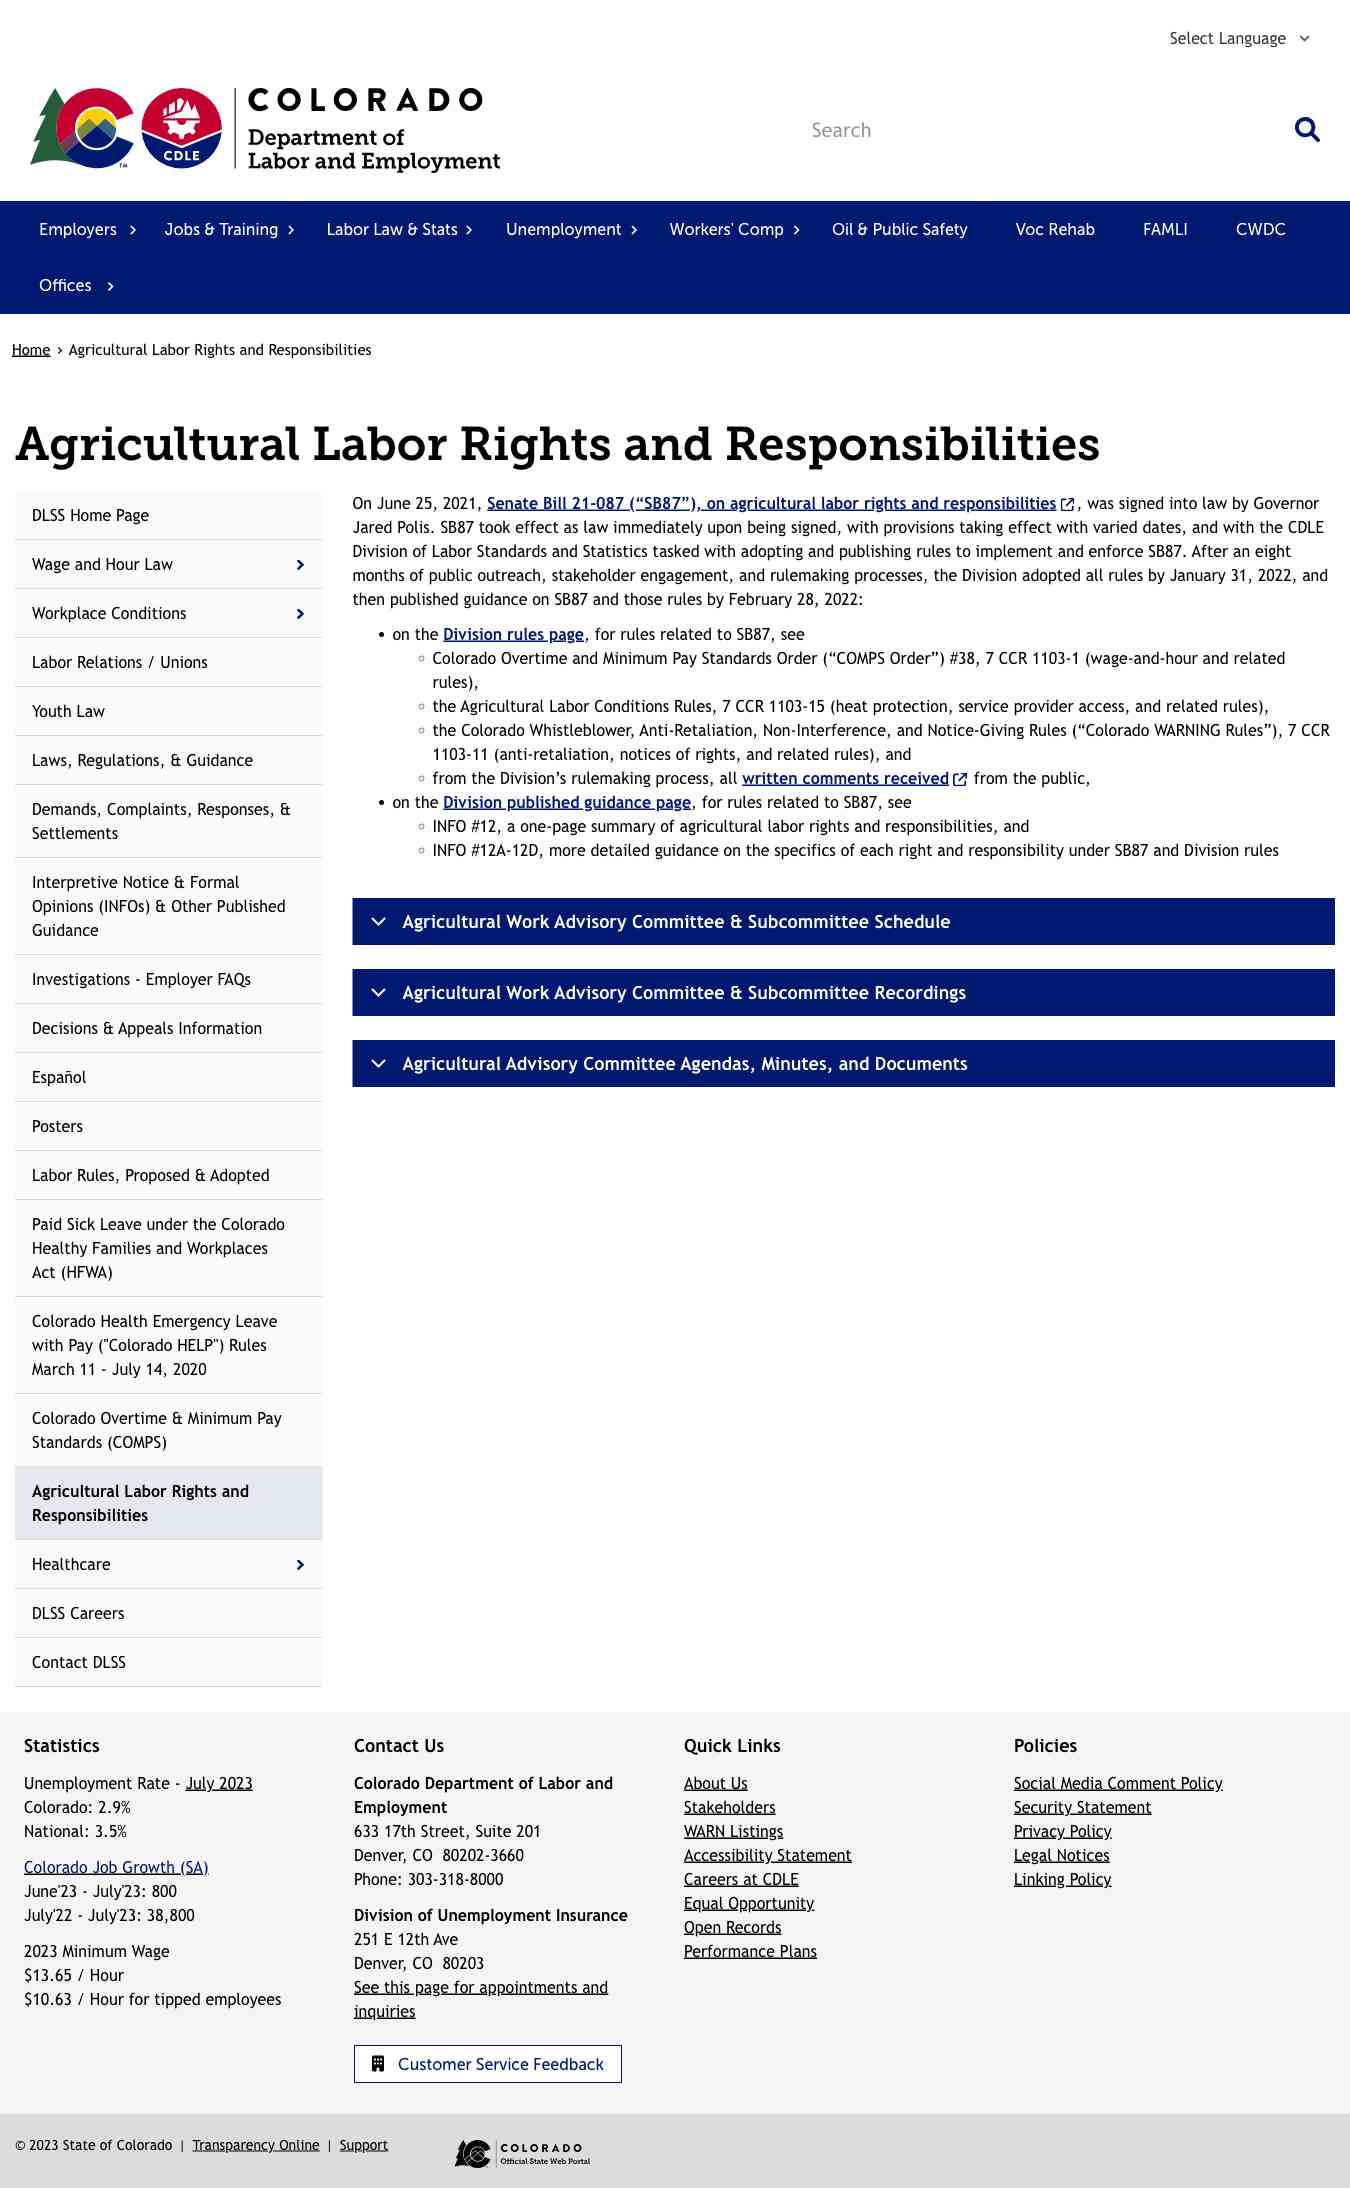 Select Language
COLORADO
Department of
Labor and Employment
CDLE
TM
Search
Employers
Jobs & Training
Labor Law & Stats
Unemployment
Workers' Comp
Oil & Public Safety
Voc Rehab
FAMLI
CWDC
Offices
Home › Agricultural Labor Rights and Responsibilities
Agricultural Labor Rights and Responsibilities
DLSS Home Page
Wage and Hour Law
Workplace Conditions
Labor Relations / Unions
Youth Law
Laws, Regulations, & Guidance
Demands, Complaints, Responses, &
Settlements
Interpretive Notice & Formal
Opinions (INFOs) & Other Published
Guidance
Investigations - Employer FAQs
Decisions & Appeals Information
Español
Posters
Labor Rules, Proposed & Adopted
Paid Sick Leave under the Colorado
Healthy Families and Workplaces
Act (HFWA)
Colorado Health Emergency Leave
with Pay ("Colorado HELP") Rules
March 11 - July 14, 2020
Colorado Overtime & Minimum Pay
Standards (COMPS)
Agricultural Labor Rights and
Responsibilities
Healthcare
DLSS Careers
Contact DLSS
On June 25, 2021, Senate Bill 21-087 (“SB87”), on agricultural labor rights and responsibilities, was signed into law by Governor
Jared Polis. SB87 took effect as law immediately upon being signed, with provisions taking effect with varied dates, and with the CDLE
Division of Labor Standards and Statistics tasked with adopting and publishing rules to implement and enforce SB87. After an eight
months of public outreach, stakeholder engagement, and rulemaking processes, the Division adopted all rules by January 31, 2022, and
then published guidance on SB87 and those rules by February 28, 2022:
• on the Division rules page, for rules related to SB87, see
◦ Colorado Overtime and Minimum Pay Standards Order (“COMPS Order”) #38, 7 CCR 1103-1 (wage-and-hour and related
rules),
◦ the Agricultural Labor Conditions Rules, 7 CCR 1103-15 (heat protection, service provider access, and related rules),
◦ the Colorado Whistleblower, Anti-Retaliation, Non-Interference, and Notice-Giving Rules (“Colorado WARNING Rules”), 7 CCR
1103-11 (anti-retaliation, notices of rights, and related rules), and
◦ from the Division’s rulemaking process, all written comments received from the public,
• on the Division published guidance page, for rules related to SB87, see
◦ INFO #12, a one-page summary of agricultural labor rights and responsibilities, and
◦ INFO #12A-12D, more detailed guidance on the specifics of each right and responsibility under SB87 and Division rules
Agricultural Work Advisory Committee & Subcommittee Schedule
Agricultural Work Advisory Committee & Subcommittee Recordings
Agricultural Advisory Committee Agendas, Minutes, and Documents
Statistics
Unemployment Rate - July 2023
Colorado: 2.9%
National: 3.5%
Colorado Job Growth (SA)
June'23 - July'23: 800
July'22 - July'23: 38,800
2023 Minimum Wage
$13.65 / Hour
$10.63 / Hour for tipped employees
Contact Us
Colorado Department of Labor and
Employment
633 17th Street, Suite 201
Denver, CO  80202-3660
Phone: 303-318-8000
Division of Unemployment Insurance
251 E 12th Ave
Denver, CO  80203
See this page for appointments and
inquiries
Customer Service Feedback
Quick Links
About Us
Stakeholders
WARN Listings
Accessibility Statement
Careers at CDLE
Equal Opportunity
Open Records
Performance Plans
Policies
Social Media Comment Policy
Security Statement
Privacy Policy
Legal Notices
Linking Policy
© 2023 State of Colorado | Transparency Online | Support
COLORADO
Official State Web Portal